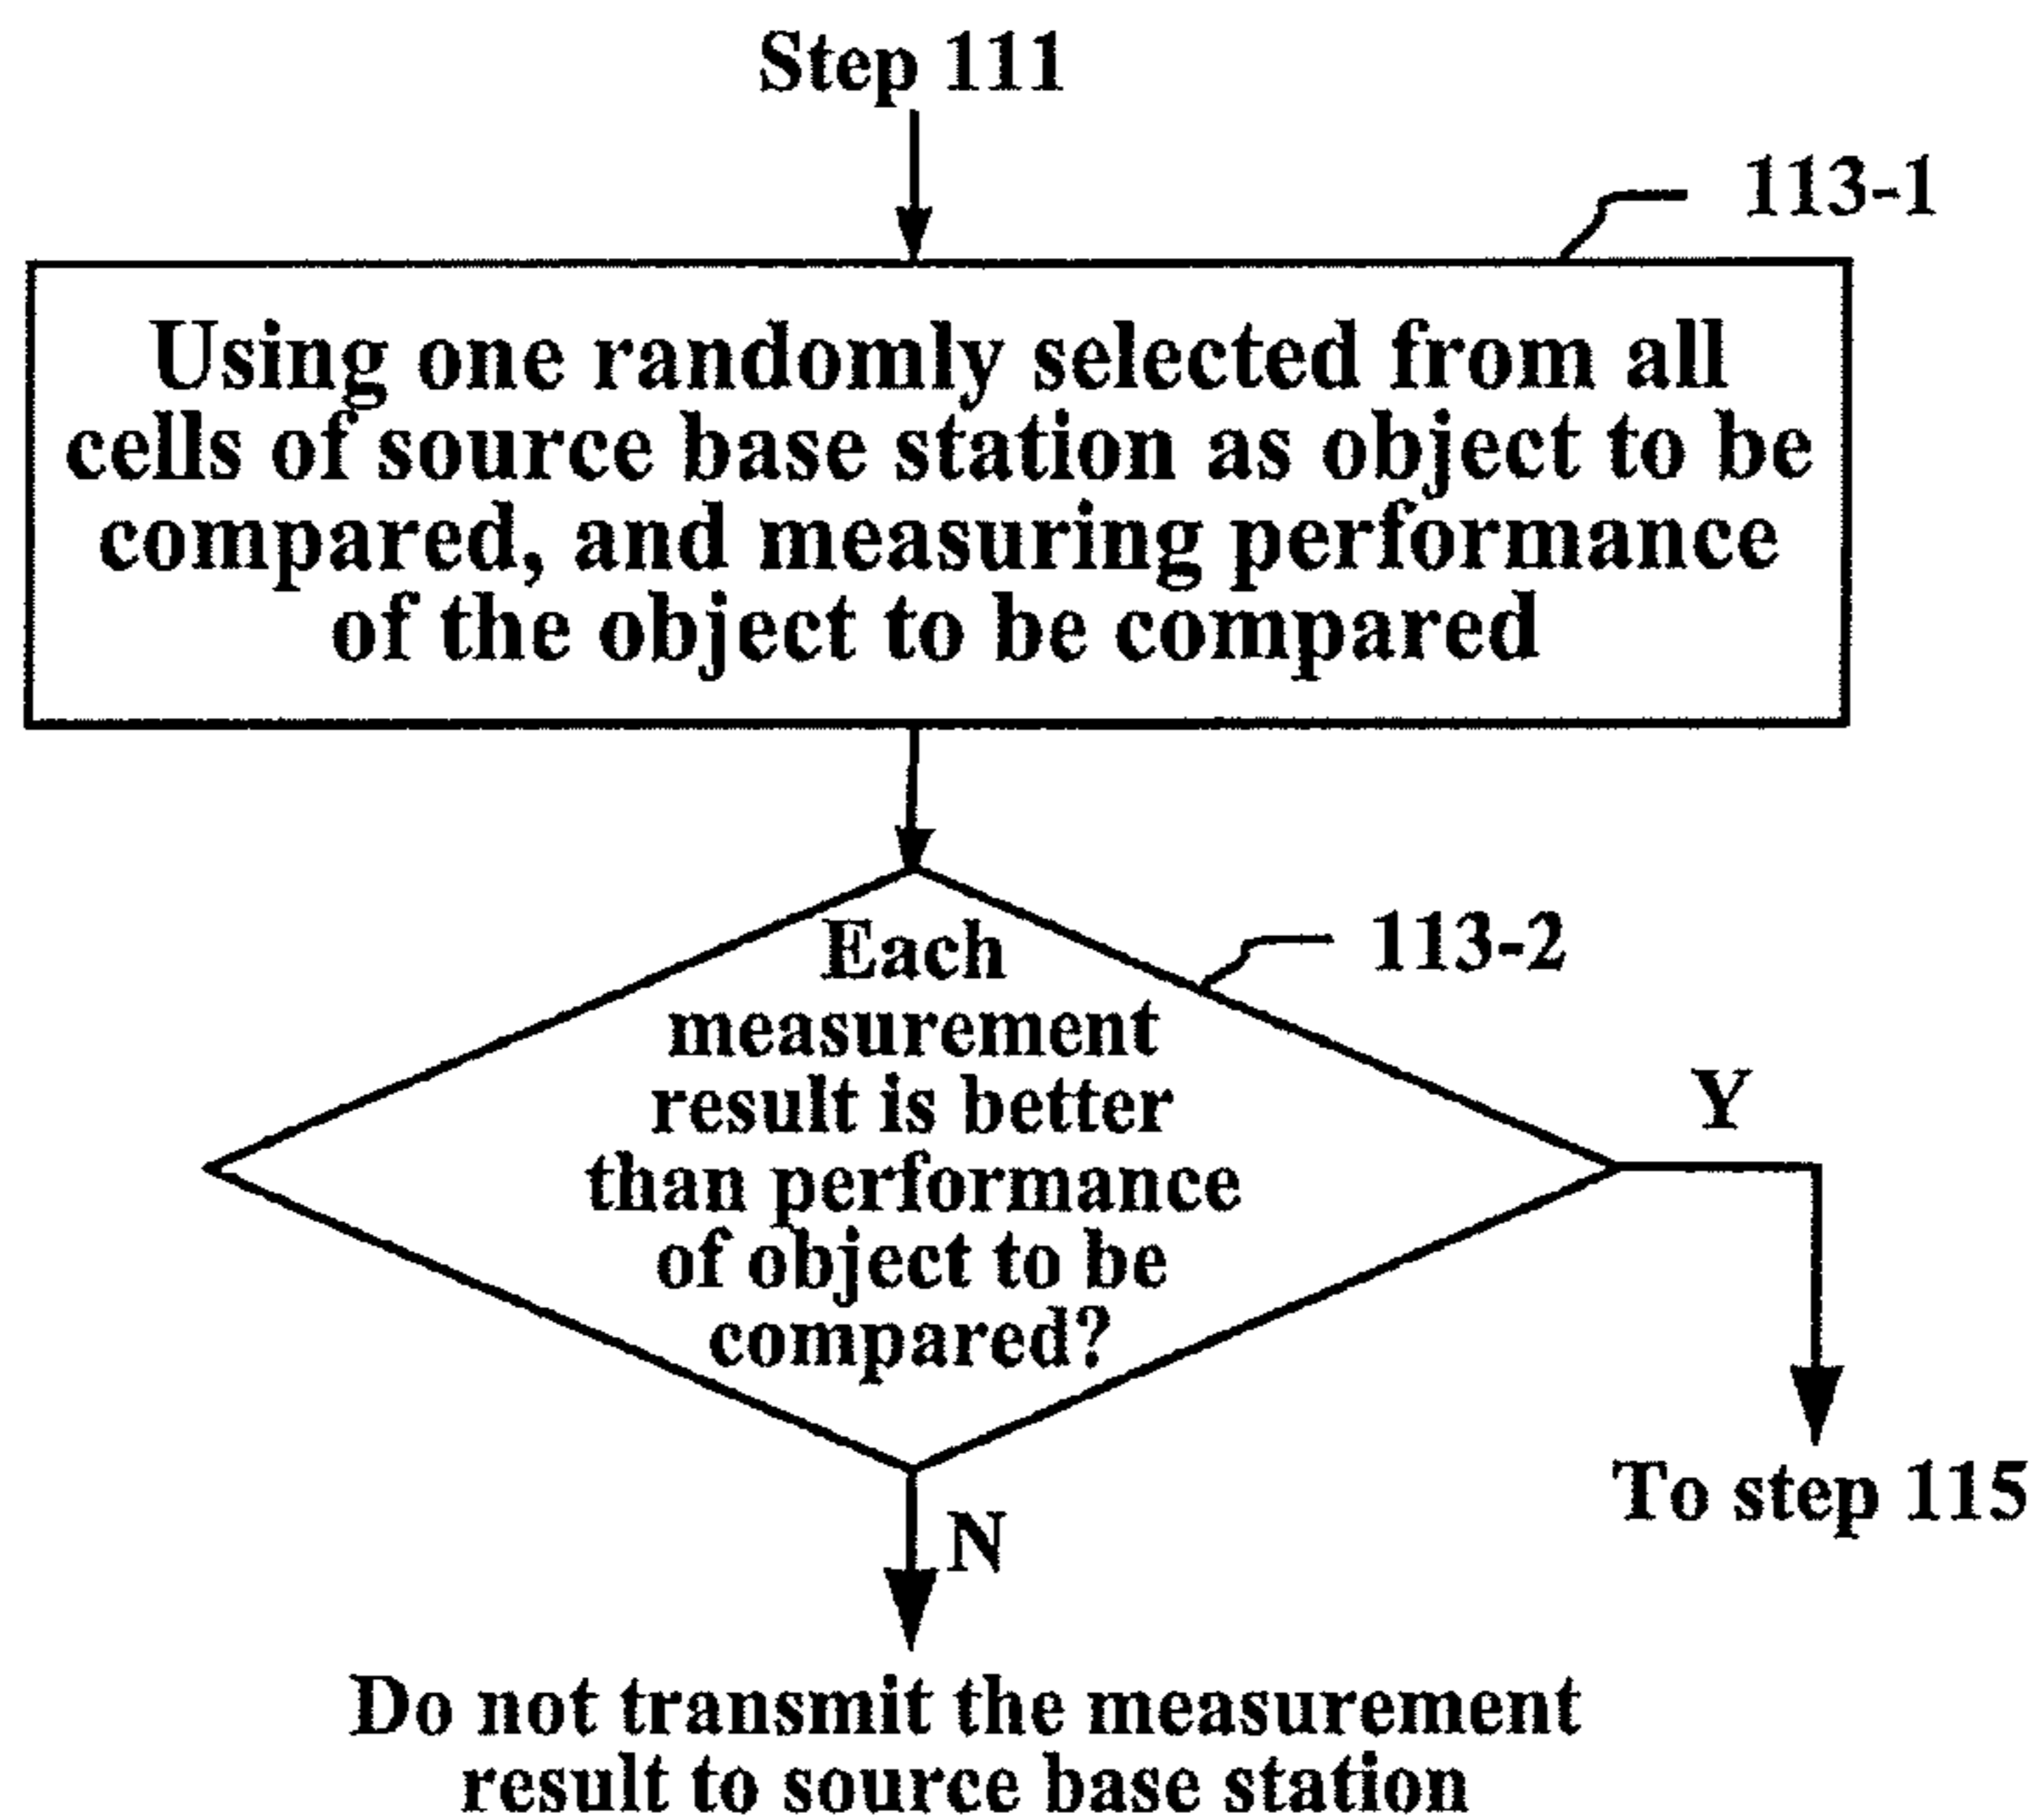 Step 111
113-1
Using one randomly selected from all
cells of source base station as object to be
compared, and measuring performance
of the object to be compared
113-2
Each
measurement
result is better
than performance
of object to be
compared?
Y
To step 115
N
Do not transmit the measurement
result to source base station